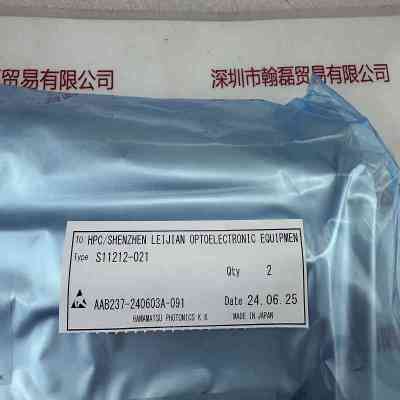 贸易有限公司
深圳市翰磊贸易有限公司
TO HPC/SHENZHEN LEIJIAN OPTOELECTRONIC EQUIPMEN
Type S11212-021
Qty 2
AAB237-240603A-091 Date 24.06.25
HAMAMATSU PHOTONICS K.K. MADE IN JAPAN